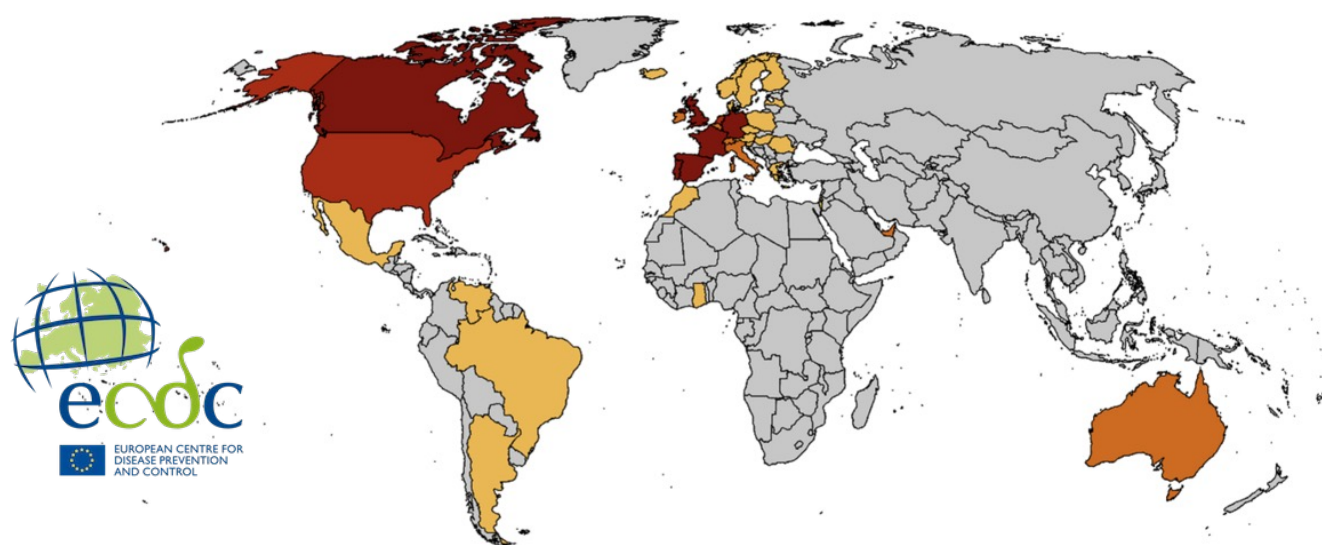 ecdc
EUROPEAN CENTRE FOR
DISEASE PREVENTION
AND CONTROL